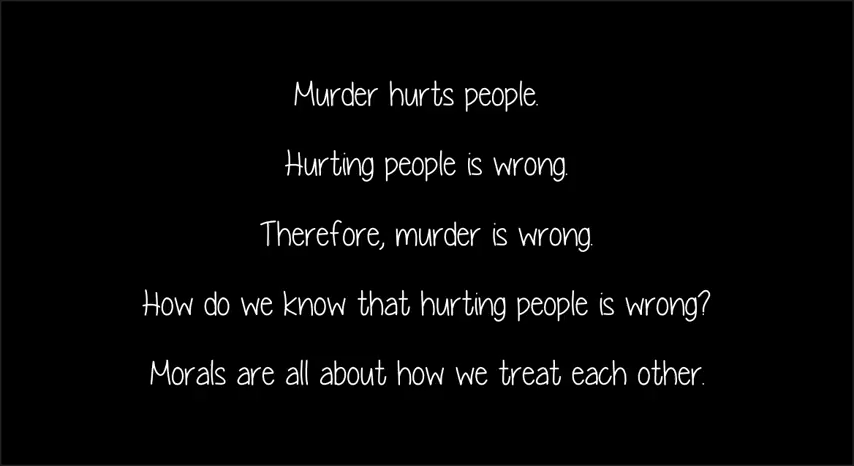 Murder hurts people.
Hurting people is wrong.
Therefore, murder is wrong.
How do we know that hurting people is wrong?
Morals are all about how we treat each other.